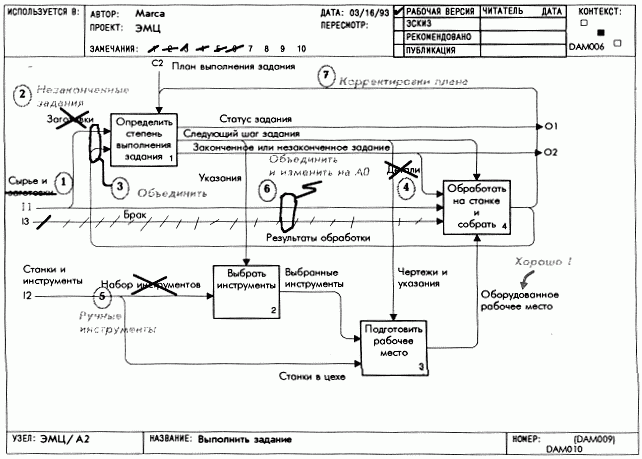 ИСПОЛЬЗУЕТСЯ В:
АВТОР: Marca
ПРОЕКТ: ЭМЦ
ЗАМЕЧАНИЯ: 1 2 3 4 5 6 7 8 9 10
ДАТА: 03/16/93
ПЕРЕСМОТР:
РАБОЧАЯ ВЕРСИЯ
ЭСКИЗ
РЕКОМЕНДОВАНО
ПУБЛИКАЦИЯ
ЧИТАТЕЛЬ ДАТА
КОНТЕКСТ:
DAM006
C2
План выполнения задания
7 Корректировки плана
2 Незаконченные
задания
Заготовки
Определить
степень
выполнения
задания 1
Статус задания
O1
Следующий шаг задания
Законченное или незаконченное задание
O2
Объединить
и изменить на А0
Детали
4
6
Указания
3 Объединить
1
Сырье и
заготовки
I1
Брак
I3
Обработать
на станке
и
собрать 4
Результаты обработки
Хорошо !
Станки и
инструменты
I2
Набор инструментов
5
Ручные
инструменты
Выбрать
инструменты
2
Выбранные
инструменты
Чертежи и
указания
Оборудованное
рабочее место
Подготовить
рабочее
место
3
Станки в цехе
УЗЕЛ: ЭМЦ/А2
НАЗВАНИЕ: Выполнить задание
НОМЕР: (DAM009)
DAM010